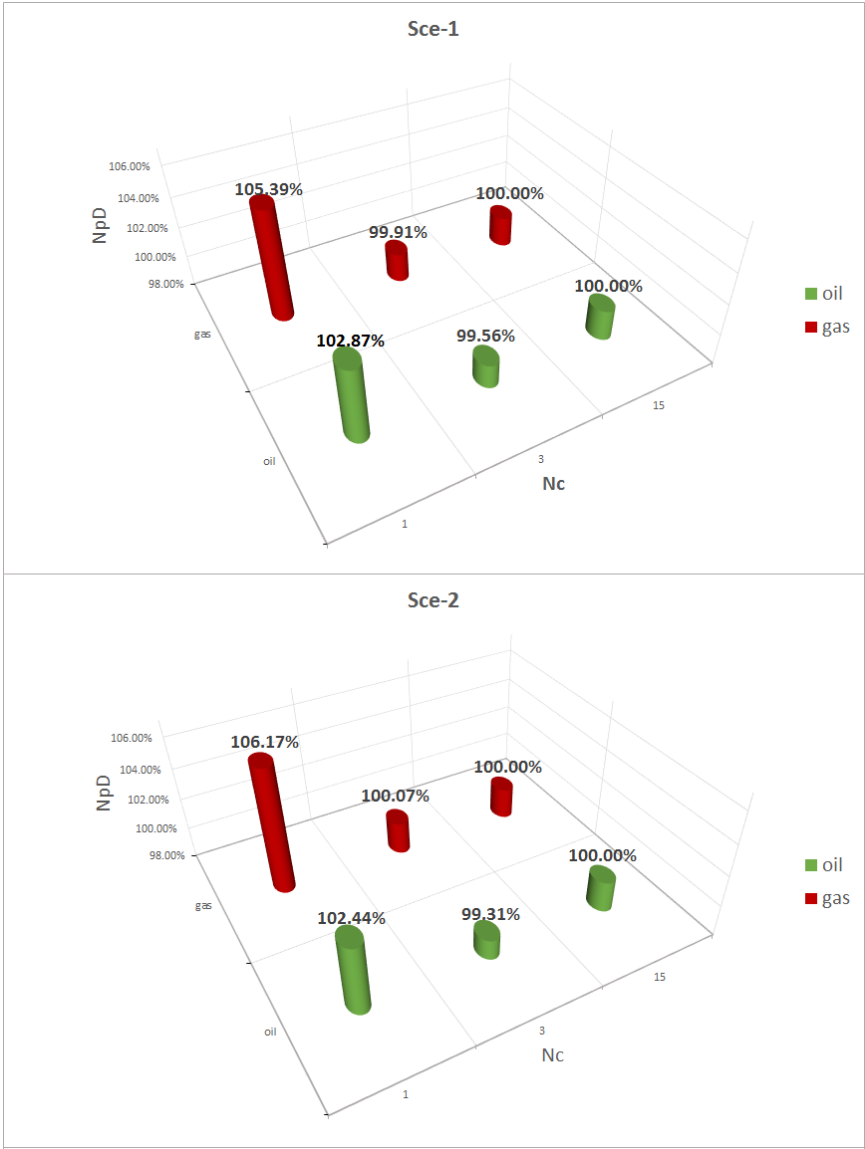 Sce-1
106.00%
104.00%
102.00%
100.00%
98.00%
NpD
105.39%
99.91%
100.00%
102.87%
99.56%
100.00%
gas
oil
1
3
15
Nc
oil
gas
Sce-2
106.00%
104.00%
102.00%
100.00%
98.00%
NpD
106.17%
100.07%
100.00%
102.44%
99.31%
100.00%
gas
oil
1
3
15
Nc
oil
gas